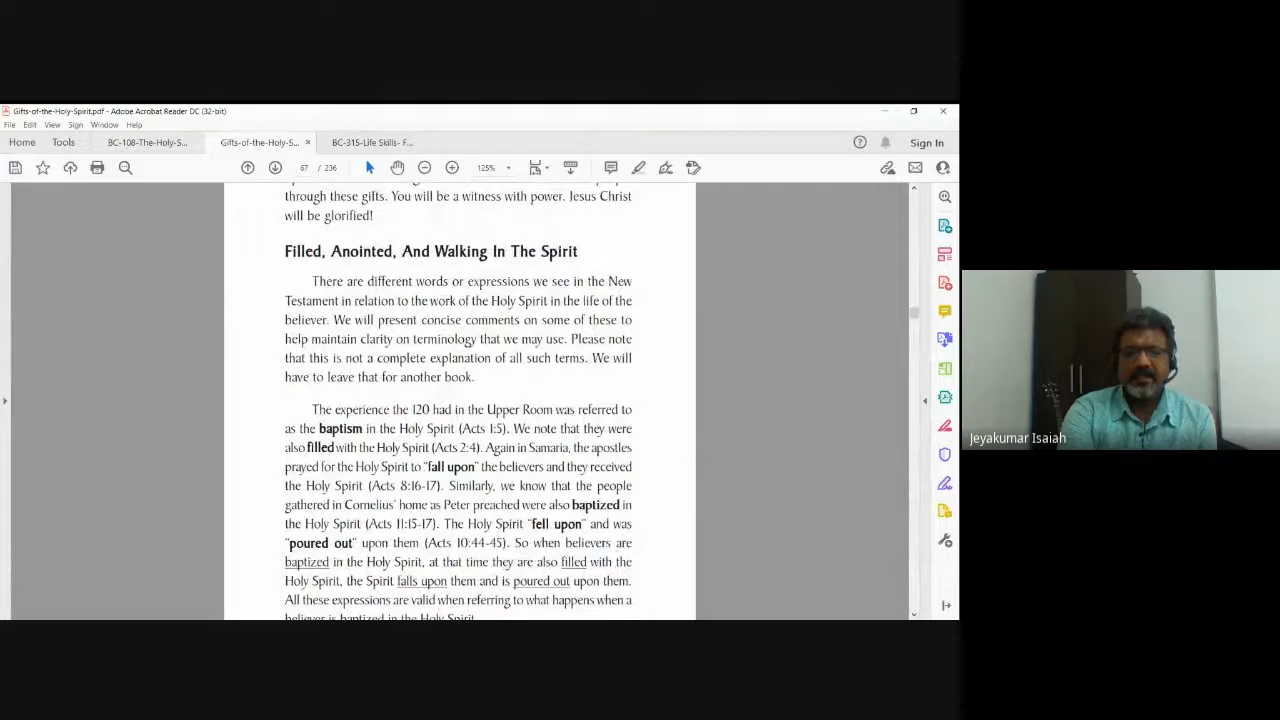 Gifts-of-the-Holy-Spirit.pdf - Adobe Acrobat Reader DC (32-bit)
File Edit View Sign Window Help
Home Tools BC-108-The-Holy-S... Gifts-of-the-Holy-S... × BC-315-Life Skills- F... Sign In
67 / 236 125%
through these gifts. You will be a witness with power. Jesus Christ
will be glorified!
Filled, Anointed, And Walking In The Spirit
There are different words or expressions we see in the New
Testament in relation to the work of the Holy Spirit in the life of the
believer. We will present concise comments on some of these to
help maintain clarity on terminology that we may use. Please note
that this is not a complete explanation of all such terms. We will
have to leave that for another book.
The experience the 120 had in the Upper Room was referred to
as the baptism in the Holy Spirit (Acts 1:5). We note that they were
also filled with the Holy Spirit (Acts 2:4). Again in Samaria, the apostles
prayed for the Holy Spirit to "fall upon" the believers and they received
the Holy Spirit (Acts 8:16-17). Similarly, we know that the people
gathered in Cornelius' home as Peter preached were also baptized in
the Holy Spirit (Acts 11:15-17). The Holy Spirit "fell upon" and was
"poured out" upon them (Acts 10:44-45). So when believers are
baptized in the Holy Spirit, at that time they are also filled with the
Holy Spirit, the Spirit falls upon them and is poured out upon them.
All these expressions are valid when referring to what happens when a
believer is baptized in the Holy Spirit.
Jeyakumar Isaiah